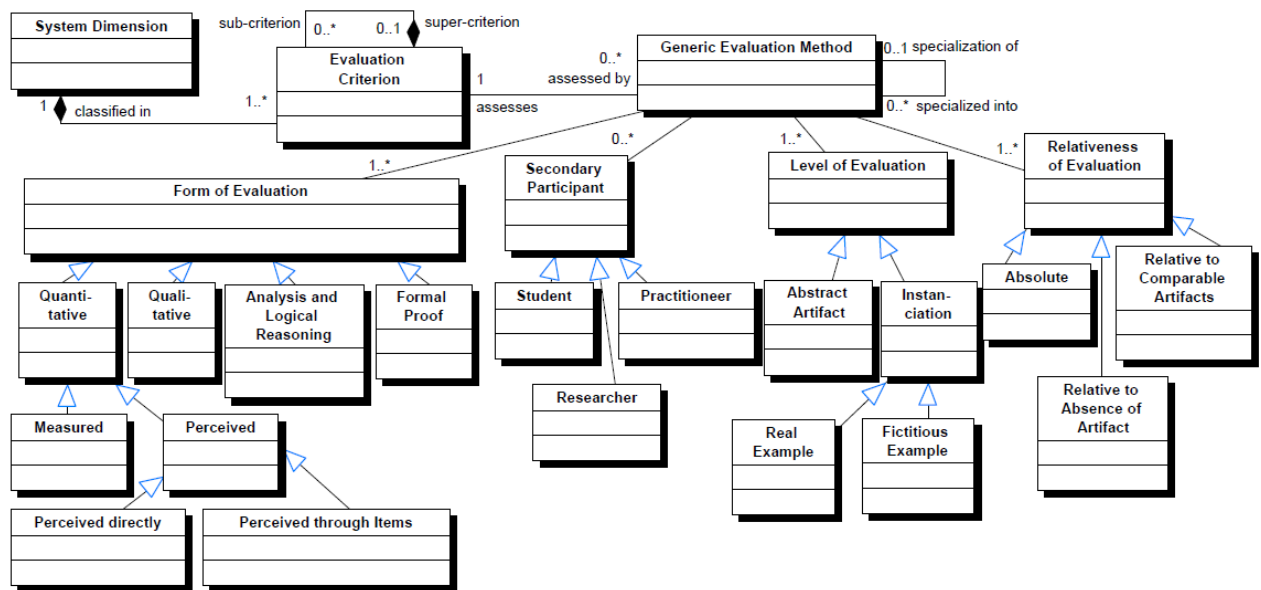 System Dimension
sub-criterion
0..*
0..1
super-criterion
Evaluation
Criterion
Generic Evaluation Method
0..1
specialization of
0..*
assessed by
1
assesses
0..*
specialized into
1
classified in
1..*
1..*
0..*
1..*
1..*
Form of Evaluation
Secondary
Participant
Level of Evaluation
Relativeness
of Evaluation
Quanti-
tative
Quali-
tative
Analysis and
Logical
Reasoning
Formal
Proof
Student
Practitioneer
Abstract
Artifact
Instan-
ciation
Absolute
Relative to
Comparable
Artifacts
Researcher
Relative to
Absence of
Artifact
Measured
Perceived
Real
Example
Fictitious
Example
Perceived directly
Perceived through Items